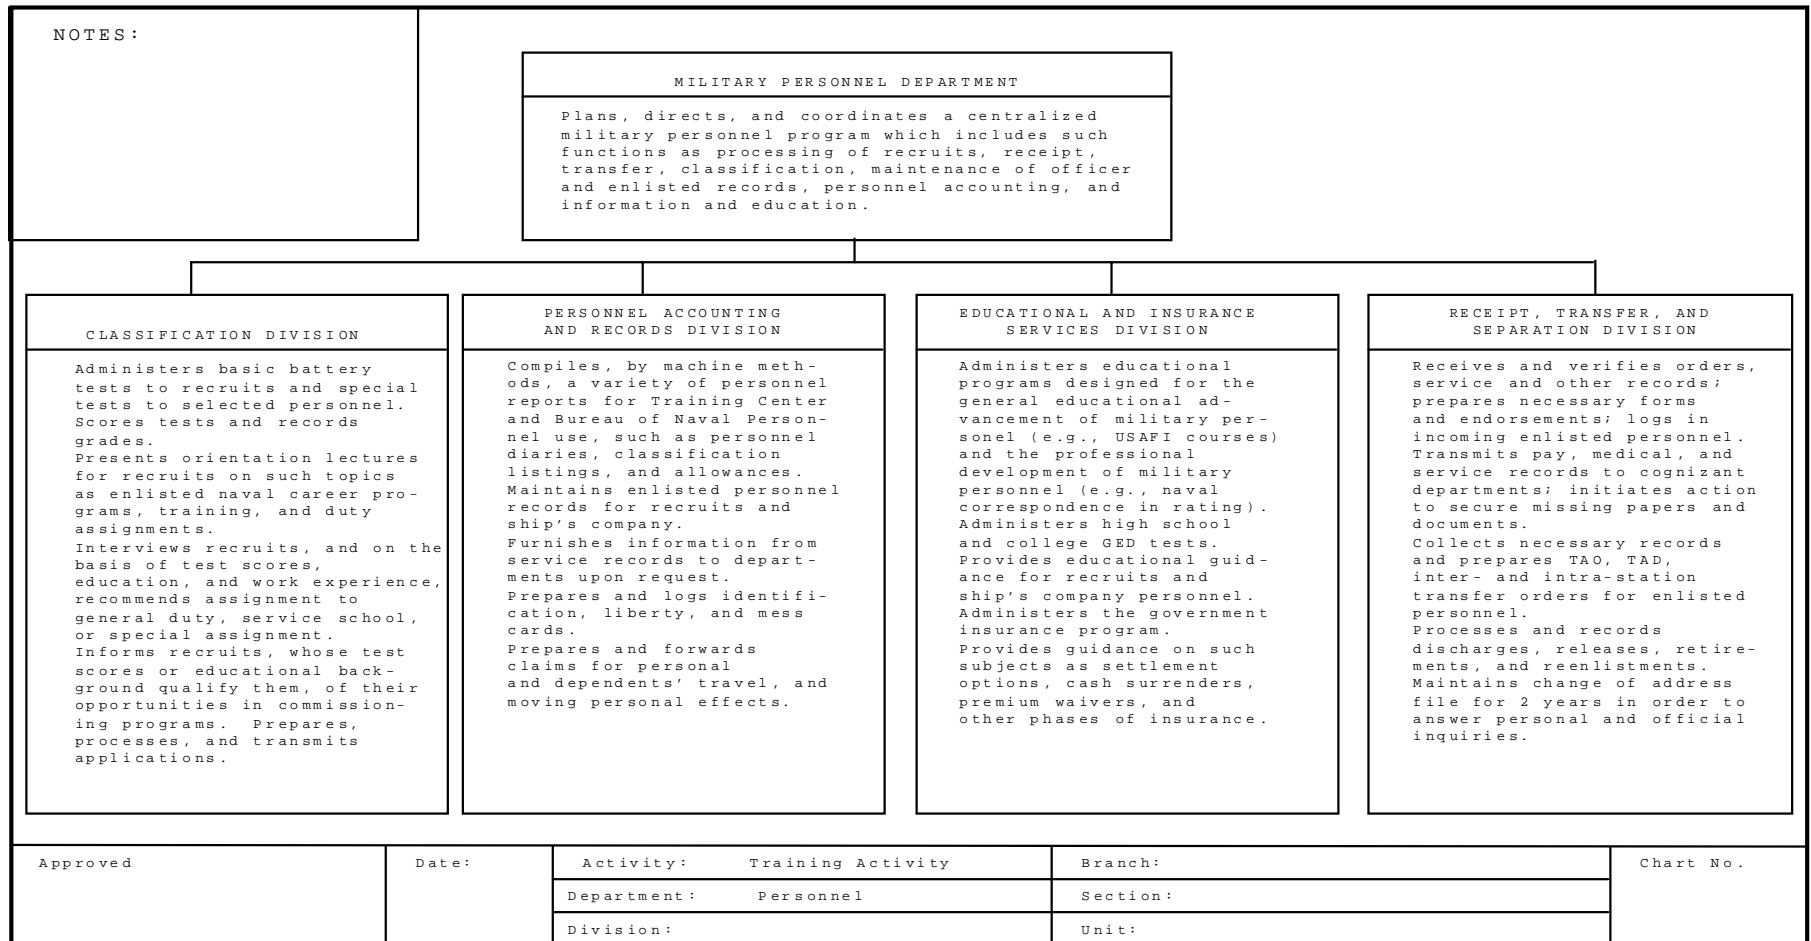 NOTES:
MILITARY PERSONNEL DEPARTMENT
Plans, directs, and coordinates a centralized
military personnel program which includes such
functions as processing of recruits, receipt,
transfer, classification, maintenance of officer
and enlisted records, personnel accounting, and
information and education.
CLASSIFICATION DIVISION
Administers basic battery
tests to recruits and special
tests to selected personnel.
Scores tests and records
grades.
Presents orientation lectures
for recruits on such topics
as enlisted naval career pro-
grams, training, and duty
assignments.
Interviews recruits, and on the
basis of test scores,
education, and work experience,
recommends assignment to
general duty, service school,
or special assignment.
Informs recruits, whose test
scores or educational back-
ground qualify them, of their
opportunities in commission-
ing programs. Prepares,
processes, and transmits
applications.
PERSONNEL ACCOUNTING
AND RECORDS DIVISION
Compiles, by machine meth-
ods, a variety of personnel
reports for Training Center
and Bureau of Naval Person-
nel use, such as personnel
diaries, classification
listings, and allowances.
Maintains enlisted personnel
records for recruits and
ship's company.
Furnishes information from
service records to depart-
ments upon request.
Prepares and logs identifi-
cation, liberty, and mess
cards.
Prepares and forwards
claims for personal
and dependents' travel, and
moving personal effects.
EDUCATIONAL AND INSURANCE
SERVICES DIVISION
Administers educational
programs designed for the
general educational ad-
vancement of military per-
sonel (e.g., USAFI courses)
and the professional
development of military
personnel (e.g., naval
correspondence in rating).
Administers high school
and college GED tests.
Provides educational guid-
ance for recruits and
ship's company personnel.
Administers the government
insurance program.
Provides guidance on such
subjects as settlement
options, cash surrenders,
premium waivers, and
other phases of insurance.
RECEIPT, TRANSFER, AND
SEPARATION DIVISION
Receives and verifies orders,
service and other records;
prepares necessary forms
and endorsements; logs in
incoming enlisted personnel.
Transmits pay, medical, and
service records to cognizant
departments; initiates action
to secure missing papers and
documents.
Collects necessary records
and prepares TAO, TAD,
inter- and intra-station
transfer orders for enlisted
personnel.
Processes and records
discharges, releases, retire-
ments, and reenlistments.
Maintains change of address
file for 2 years in order to
answer personal and official
inquiries.
Approved
Date:
Activity: Training Activity
Department: Personnel
Division:
Branch:
Section:
Unit:
Chart No.